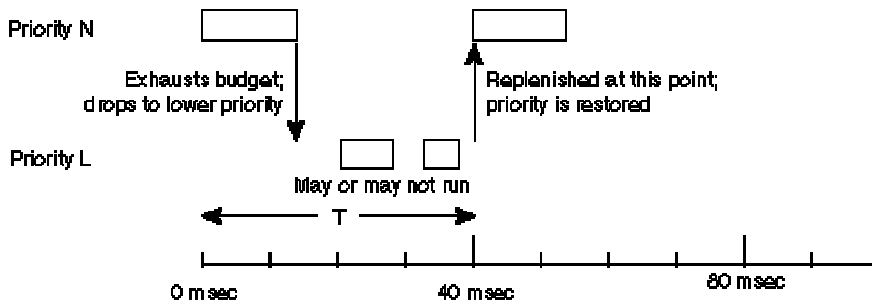 Priority N
Exhausts budget;
drops to lower priority
Replenished at this point;
priority is restored
Priority L
May or may not run
T
0 msec
40 msec
80 msec